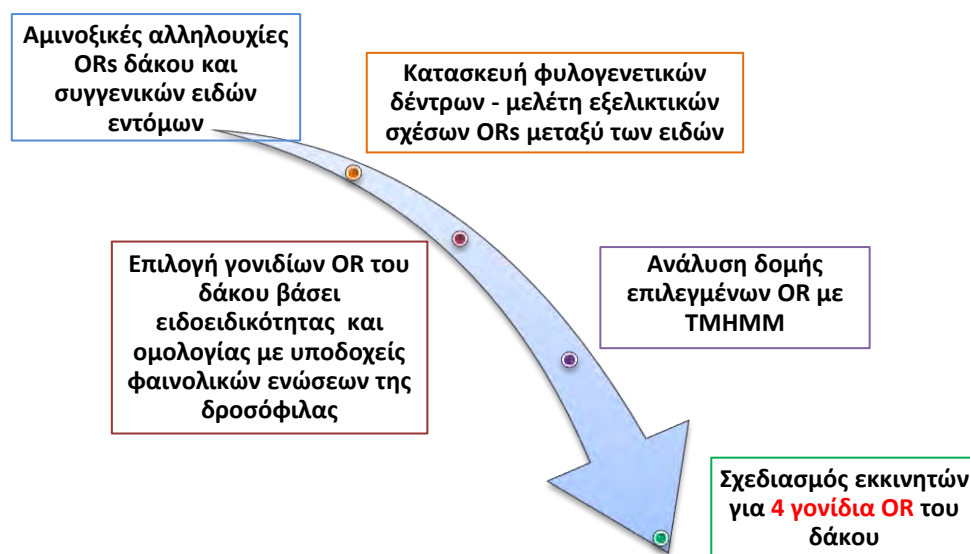 Αμινοξικές αλληλουχίες
ORs δάκου και
συγγενικών ειδών
εντόμων
Κατασκευή φυλογενετικών
δέντρων - μελέτη εξελικτικών
σχέσων ORs μεταξύ των ειδών
Επιλογή γονιδίων OR του
δάκου βάσει
ειδοειδικότητας και
ομολογίας με υποδοχείς
φαινολικών ενώσεων της
δροσόφιλας
Ανάλυση δομής
επιλεγμένων OR με
TMHMM
Σχεδιασμός εκκινητών
για 4 γονίδια OR του
δάκου